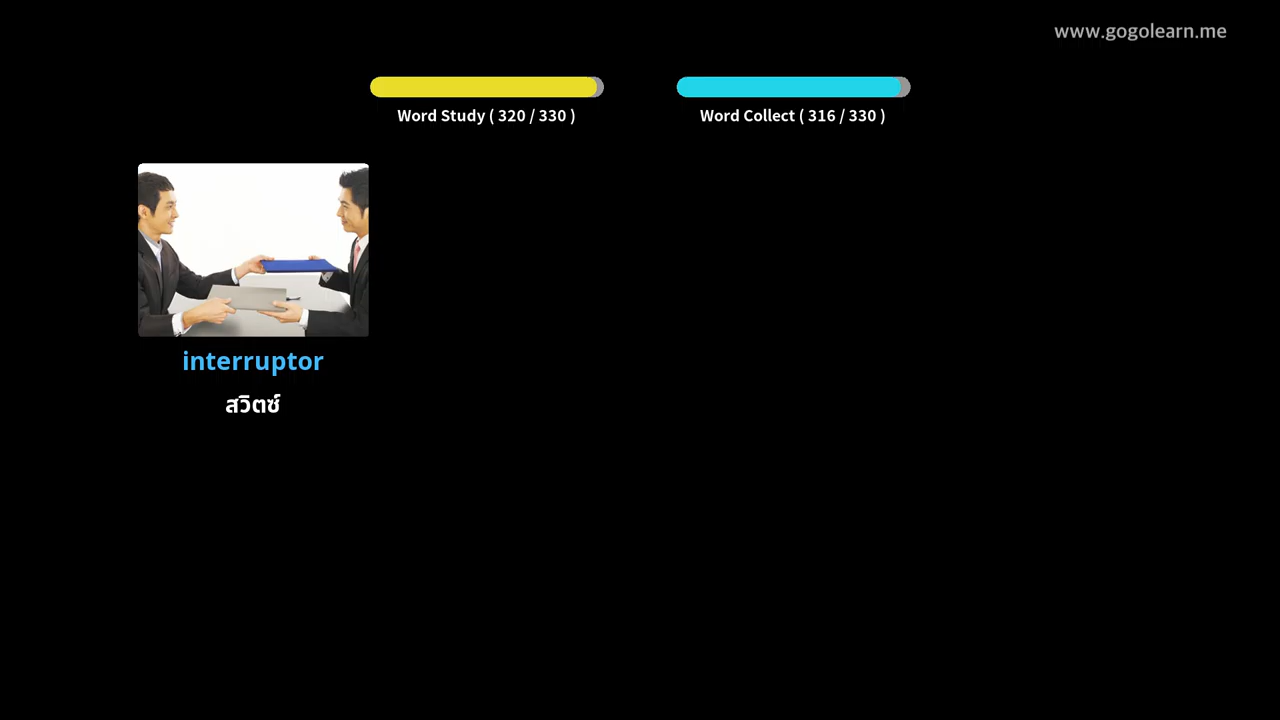 www.gogolearn.me
Word Study ( 320 / 330 )
Word Collect ( 316 / 330 )
interruptor
สวิตซ์